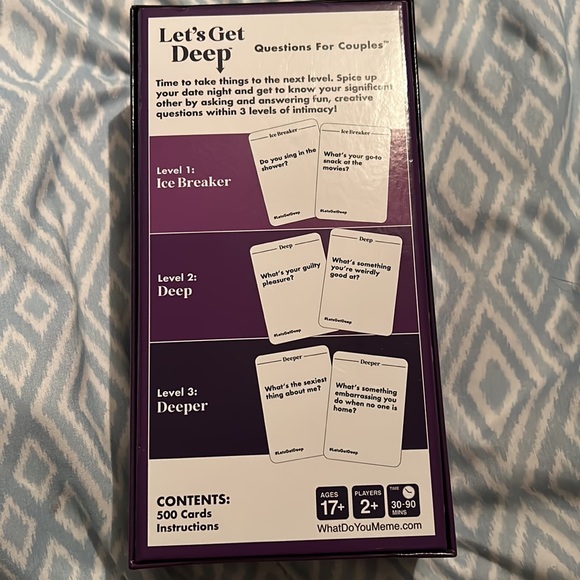 Let's Get
Deep™
Questions For Couples™
Time to take things to the next level. Spice up
your date night and get to know your significant
other by asking and answering fun, creative
questions within 3 levels of intimacy!
Level 1:
Ice Breaker
Ice Breaker
Do you sing in the
shower?
#LetsGetDeep
Ice Breaker
What's your go-to
snack at the
movies?
#LetsGetDeep
Level 2:
Deep
Deep
What's your guilty
pleasure?
#LetsGetDeep
Deep
What's something
you're weirdly
good at?
#LetsGetDeep
Level 3:
Deeper
Deeper
What's the sexiest
thing about me?
#LetsGetDeep
Deeper
What's something
embarrassing you
do when no one is
home?
#LetsGetDeep
CONTENTS:
500 Cards
Instructions
AGES
17+
PLAYERS
2+
TIME
30-90
MINS
WhatDoYouMeme.com